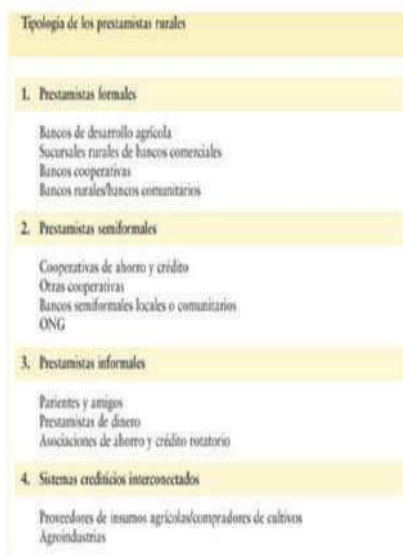 Tipología de los prestamistas rurales
1. Prestamistas formales
Bancos de desarrollo agrícola
Sucursales rurales de bancos comerciales
Bancos cooperativas
Bancos rurales/bancos comunitarios
2. Prestamistas semiformales
Cooperativas de ahorro y crédito
Otras cooperativas
Bancos semiformales locales o comunitarios
ONG
3. Prestamistas informales
Parientes y amigos
Prestamistas de dinero
Asociaciones de ahorro y crédito rotatorio
4. Sistemas crediticios interconectados
Proveedores de insumos agrícolas/compradores de cultivos
Agroindustrias